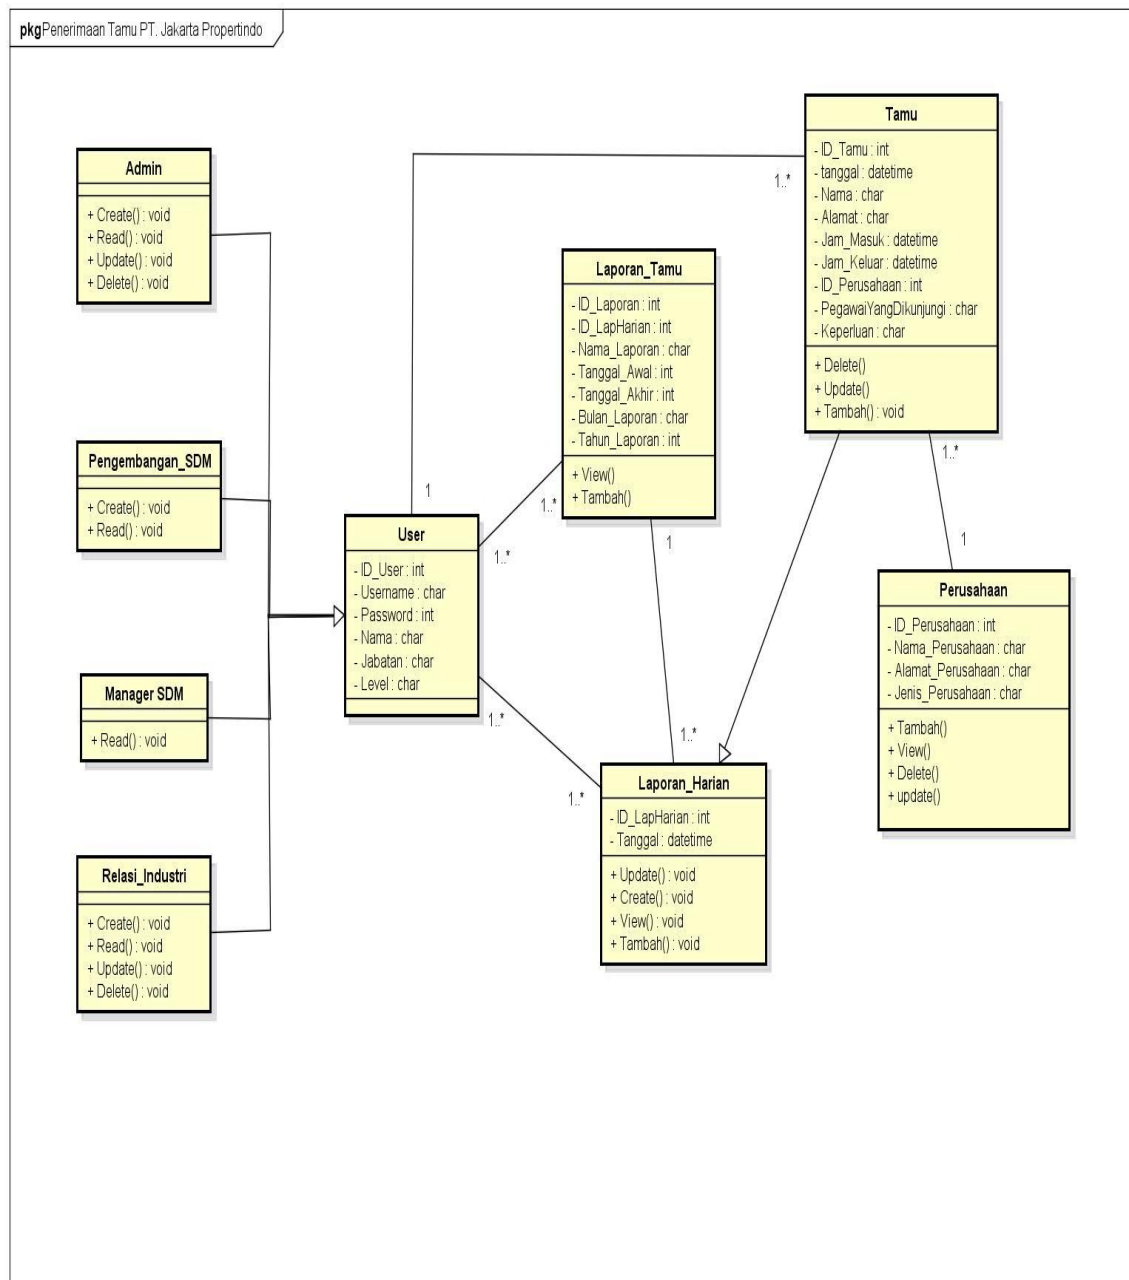 pkg Penerimaan Tamu PT. Jakarta Propertindo
Admin
+ Create() : void
+ Read() : void
+ Update() : void
+ Delete() : void
Pengembangan_SDM
+ Create() : void
+ Read() : void
Manager SDM
+ Read() : void
Relasi_Industri
+ Create() : void
+ Read() : void
+ Update() : void
+ Delete() : void
1
User
- ID_User : int
- Username : char
- Password : int
- Nama : char
- Jabatan : char
- Level : char
1..*
1..*
Laporan_Tamu
- ID_Laporan : int
- ID_LapHarian : int
- Nama_Laporan : char
- Tanggal_Awal : int
- Tanggal_Akhir : int
- Bulan_Laporan : char
- Tahun_Laporan : int
+ View()
+ Tambah()
1..*
1
1..*
1..*
Laporan_Harian
- ID_LapHarian : int
- Tanggal : datetime
+ Update() : void
+ Create() : void
+ View() : void
+ Tambah() : void
1..*
Tamu
- ID_Tamu : int
- tanggal : datetime
- Nama : char
- Alamat : char
- Jam_Masuk : datetime
- Jam_Keluar : datetime
- ID_Perusahaan : int
- PegawaiYangDikunjungi : char
- Keperluan : char
+ Delete()
+ Update()
+ Tambah() : void
1..*
1
Perusahaan
- ID_Perusahaan : int
- Nama_Perusahaan : char
- Alamat_Perusahaan : char
- Jenis_Perusahaan : char
+ Tambah()
+ View()
+ Delete()
+ update()